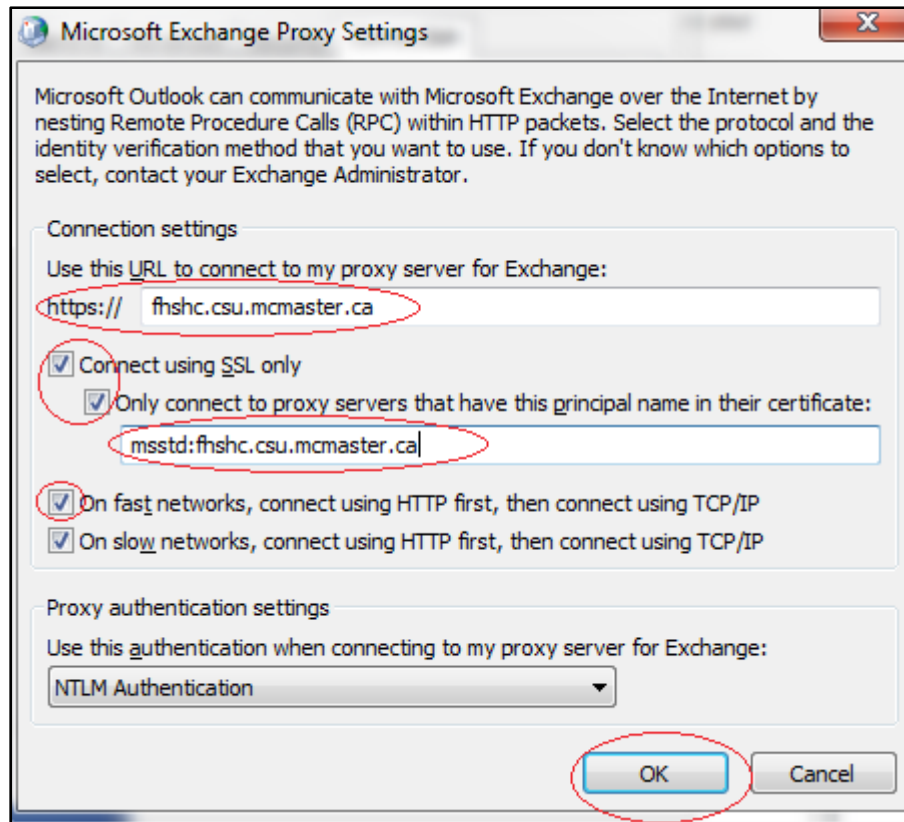 Microsoft Exchange Proxy Settings
Microsoft Outlook can communicate with Microsoft Exchange over the Internet by
nesting Remote Procedure Calls (RPC) within HTTP packets. Select the protocol and the
identity verification method that you want to use. If you don't know which options to
select, contact your Exchange Administrator.
Connection settings
Use this URL to connect to my proxy server for Exchange:
https:// fhshc.csu.mcmaster.ca
Connect using SSL only
Only connect to proxy servers that have this principal name in their certificate:
msstd:fhshc.csu.mcmaster.ca
On fast networks, connect using HTTP first, then connect using TCP/IP
On slow networks, connect using HTTP first, then connect using TCP/IP
Proxy authentication settings
Use this authentication when connecting to my proxy server for Exchange:
NTLM Authentication
OK Cancel